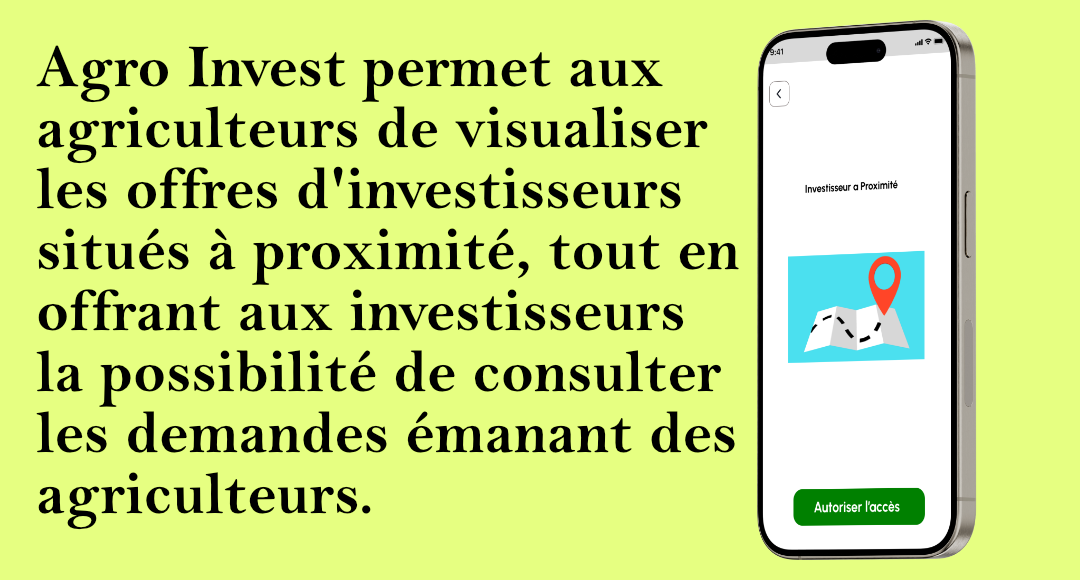 Agro Invest permet aux
agriculteurs de visualiser
les offres d'investisseurs
situés à proximité, tout en
offrant aux investisseurs
la possibilité de consulter
les demandes émanant des
agriculteurs.
9:41
Investisseur a Proximité
Autoriser l'accès